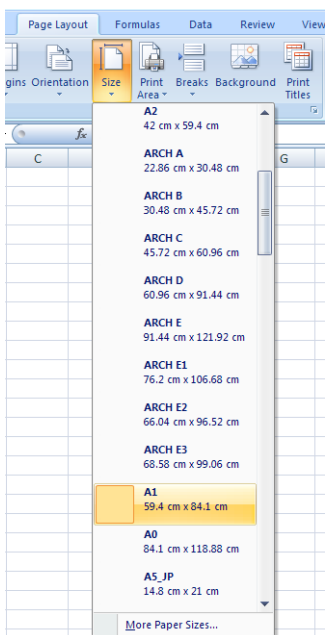 Page Layout Formulas Data Review View
gins Orientation Size Print Area Breaks Background Print Titles
fx
C G
A2
42 cm x 59.4 cm
ARCH A
22.86 cm x 30.48 cm
ARCH B
30.48 cm x 45.72 cm
ARCH C
45.72 cm x 60.96 cm
ARCH D
60.96 cm x 91.44 cm
ARCH E
91.44 cm x 121.92 cm
ARCH E1
76.2 cm x 106.68 cm
ARCH E2
66.04 cm x 96.52 cm
ARCH E3
68.58 cm x 99.06 cm
A1
59.4 cm x 84.1 cm
A0
84.1 cm x 118.88 cm
A5_JP
14.8 cm x 21 cm
More Paper Sizes...